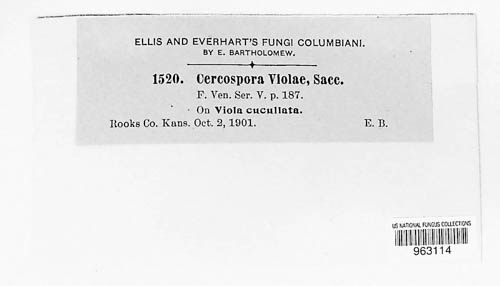 ELLIS AND EVERHART'S FUNGI COLUMBIANI.
BY E. BARTHOLOMEW.
1520. Cercospora Violae, Sacc.
F. Ven. Ser. V. p. 187.
On Viola cucullata.
Rooks Co. Kans. Oct. 2, 1901. E. B.
US NATIONAL FUNGUS COLLECTIONS
963114